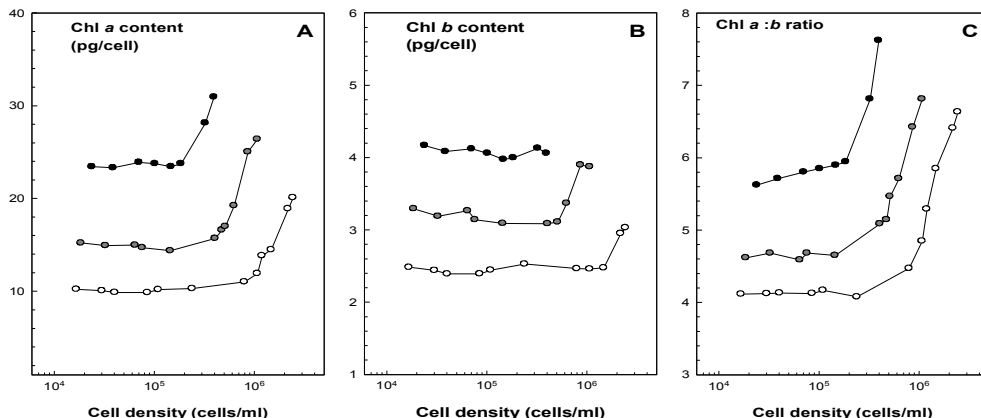 40
30
20
10
Chl a content
(pg/cell)
A
10⁴
10⁵
10⁶
Cell density (cells/ml)
6
5
4
3
2
1
Chl b content
(pg/cell)
B
10⁴
10⁵
10⁶
Cell density (cells/ml)
8
7
6
5
4
3
Chl a :b ratio
C
10⁴
10⁵
10⁶
Cell density (cells/ml)